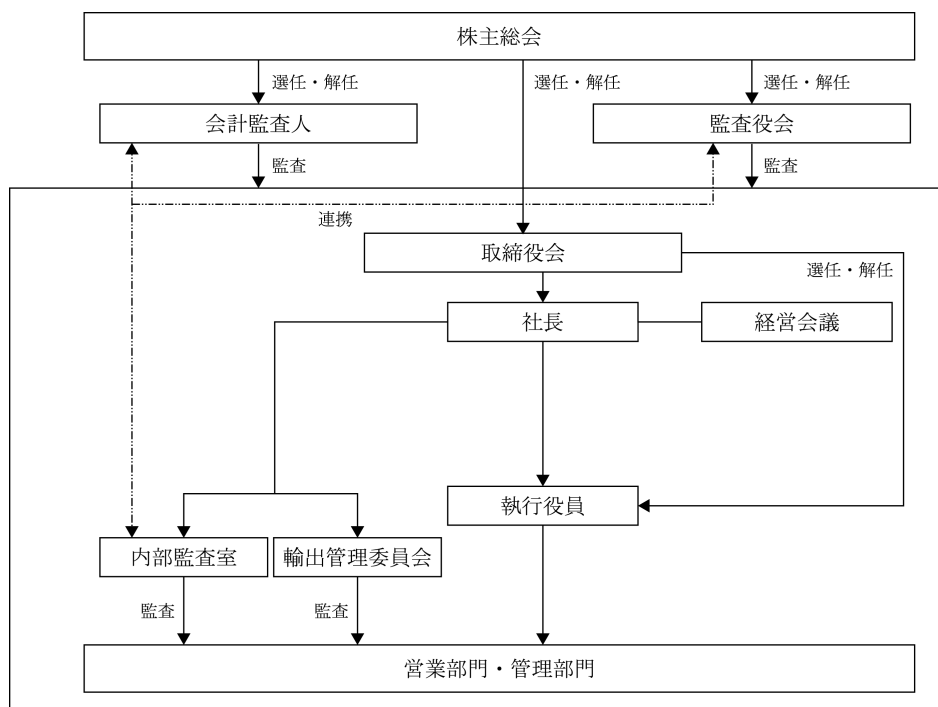 株主総会
選任・解任
選任・解任
選任・解任
会計監査人
監査役会
監査
監査
連携
取締役会
選任・解任
社長
経営会議
執行役員
内部監査室
輸出管理委員会
監査
監査
営業部門・管理部門